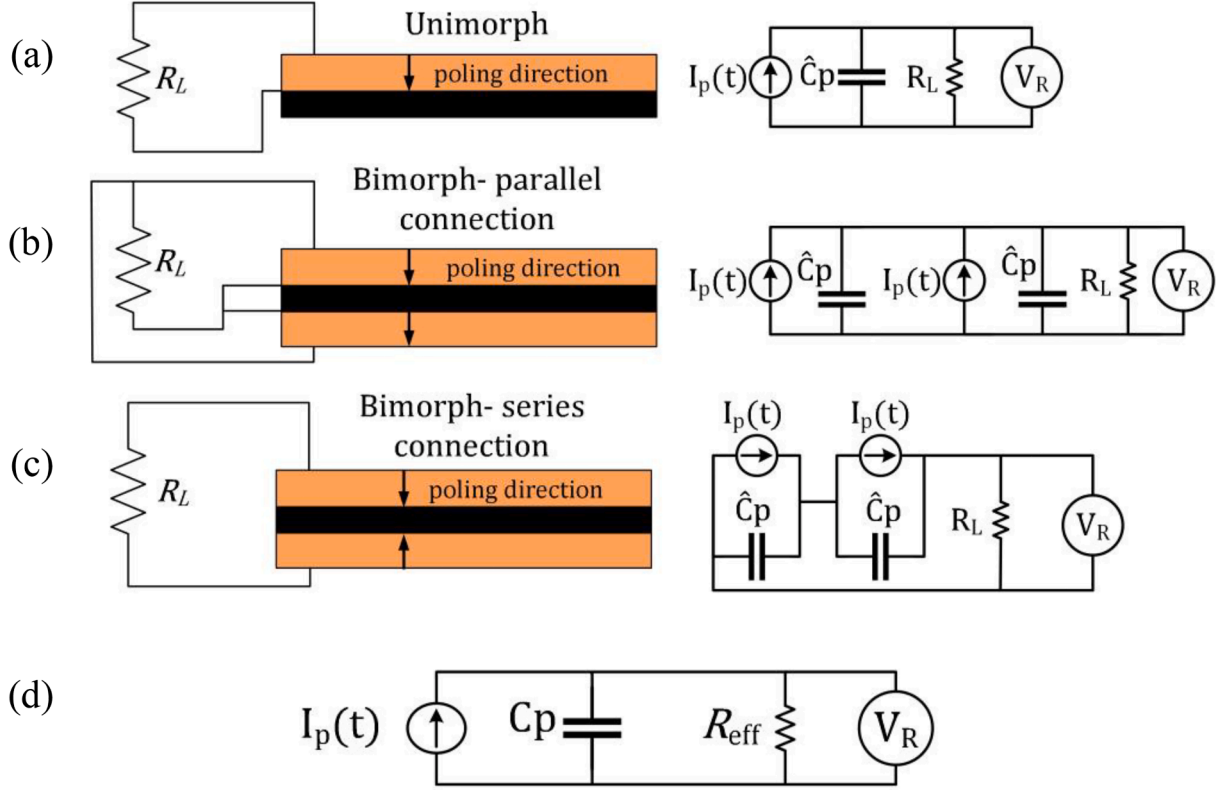 (a)
Unimorph
R_L
poling direction
I_p(t)
Ĉp
R_L
V_R
(b)
Bimorph- parallel
connection
R_L
poling direction
I_p(t)
Ĉp
I_p(t)
Ĉp
R_L
V_R
(c)
Bimorph- series
connection
R_L
poling direction
I_p(t)
I_p(t)
Ĉp
Ĉp
R_L
V_R
(d)
I_p(t)
Cp
R_eff
V_R